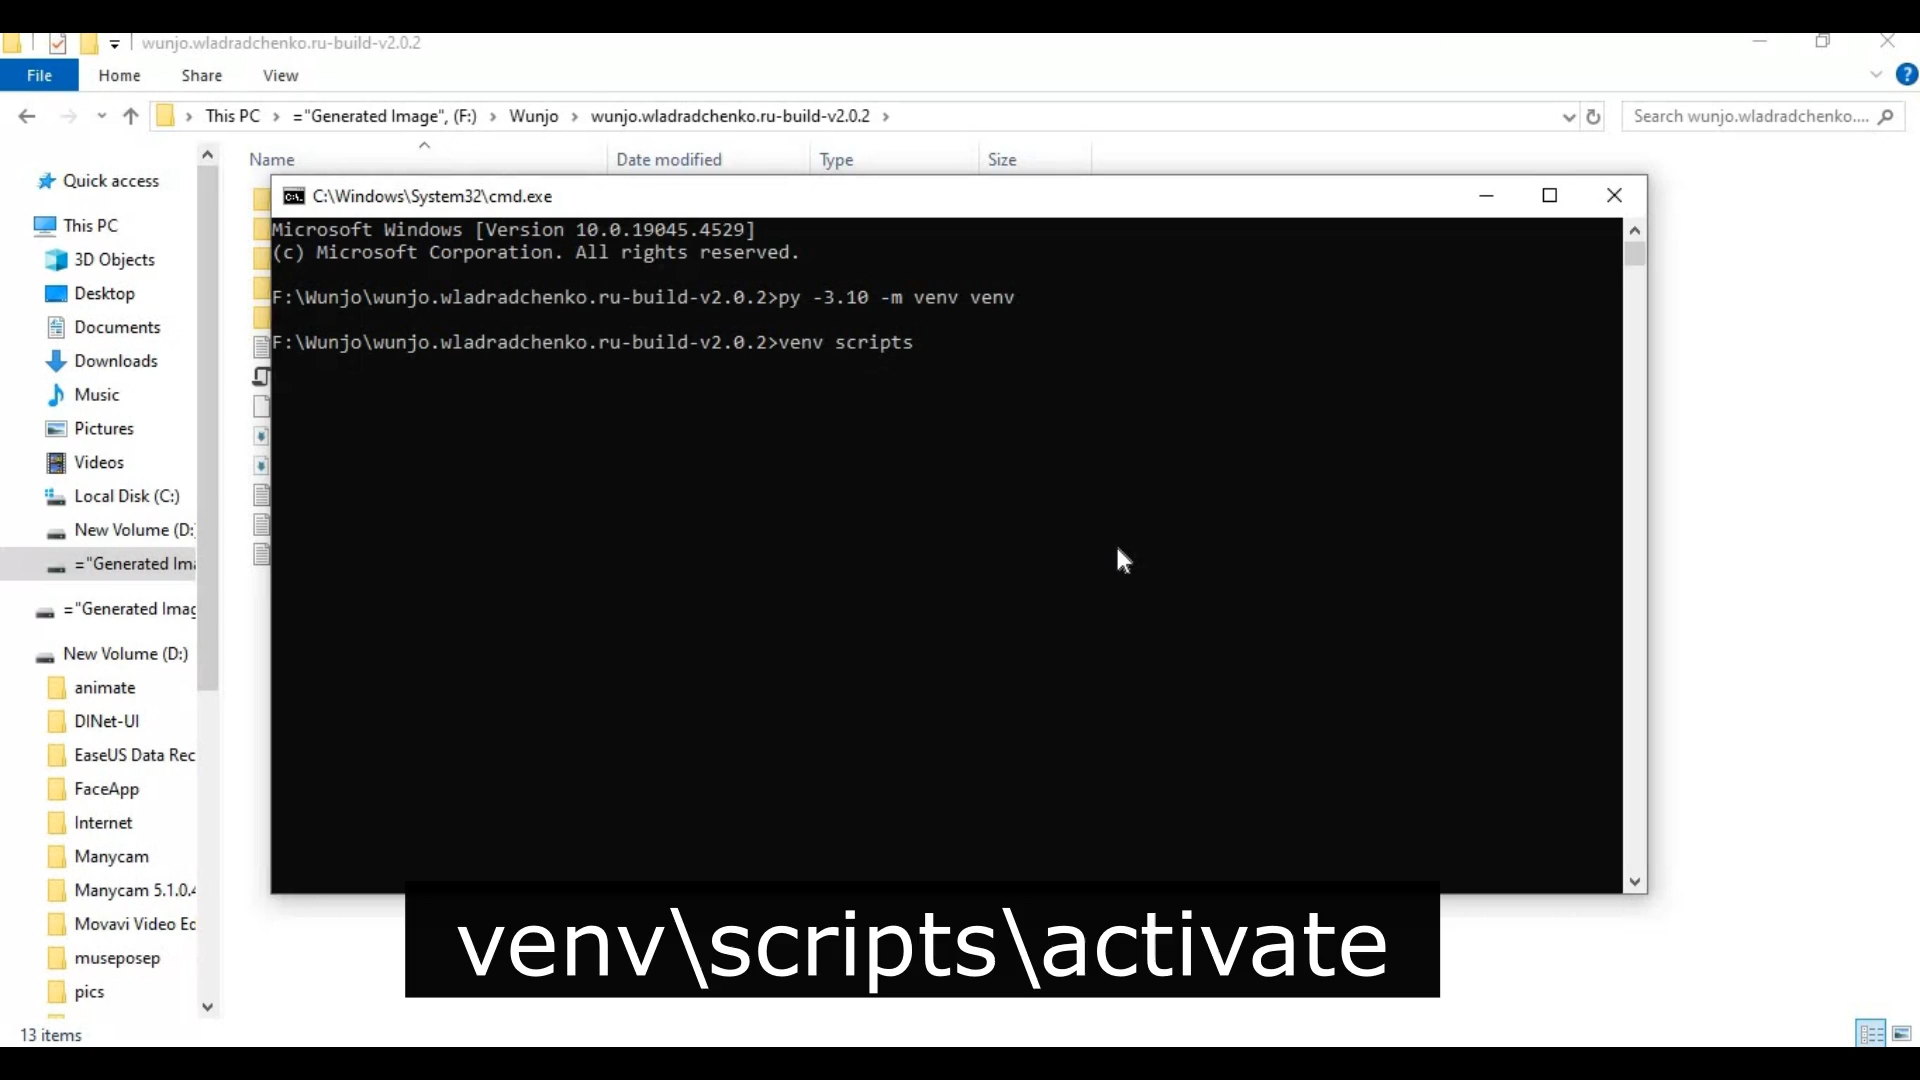 wunjo.wladradchenko.ru-build-v2.0.2
File Home Share View
This PC ="Generated Image", (F:) Wunjo wunjo.wladradchenko.ru-build-v2.0.2
Search wunjo.wladradchenko....
Name Date modified Type Size
Quick access
This PC
3D Objects
Desktop
Documents
Downloads
Music
Pictures
Videos
Local Disk (C:)
New Volume (D:
="Generated Ima
="Generated Imag
New Volume (D:)
animate
DINet-UI
EaseUS Data Rec
FaceApp
Internet
Manycam
Manycam 5.1.0.4
Movavi Video Ed
museposep
pics
13 items
C:\Windows\System32\cmd.exe
Microsoft Windows [Version 10.0.19045.4529]
(c) Microsoft Corporation. All rights reserved.
F:\Wunjo\wunjo.wladradchenko.ru-build-v2.0.2>py -3.10 -m venv venv
F:\Wunjo\wunjo.wladradchenko.ru-build-v2.0.2>venv scripts
venv\scripts\activate